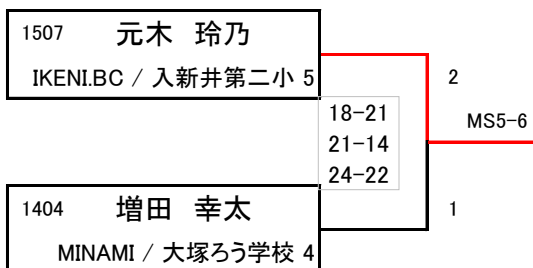 1507 元木 玲乃
IKENI.BC / 入新井第二小 5
2
18-21
MS5-6
21-14
24-22
1404 増田 幸太
1
MINAMI / 大塚ろう学校 4